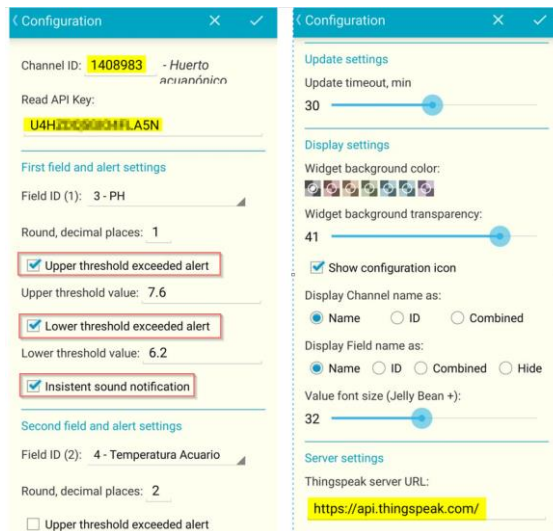 Configuration
Channel ID: 1408983 - Huerto
acuapónico
Read API Key:
First field and alert settings
Field ID (1): 3 - PH
Round, decimal places: 1
Upper threshold exceeded alert
Upper threshold value: 7.6
Lower threshold exceeded alert
Lower threshold value: 6.2
Insistent sound notification
Second field and alert settings
Field ID (2): 4 - Temperatura Acuario
Round, decimal places: 2
Upper threshold exceeded alert
Configuration
Update settings
Update timeout, min
30
Display settings
Widget background color:
Widget background transparency:
41
Show configuration icon
Display Channel name as:
Name ID Combined
Display Field name as:
Name ID Combined Hide
Value font size (Jelly Bean +):
32
Server settings
Thingspeak server URL:
https://api.thingspeak.com/